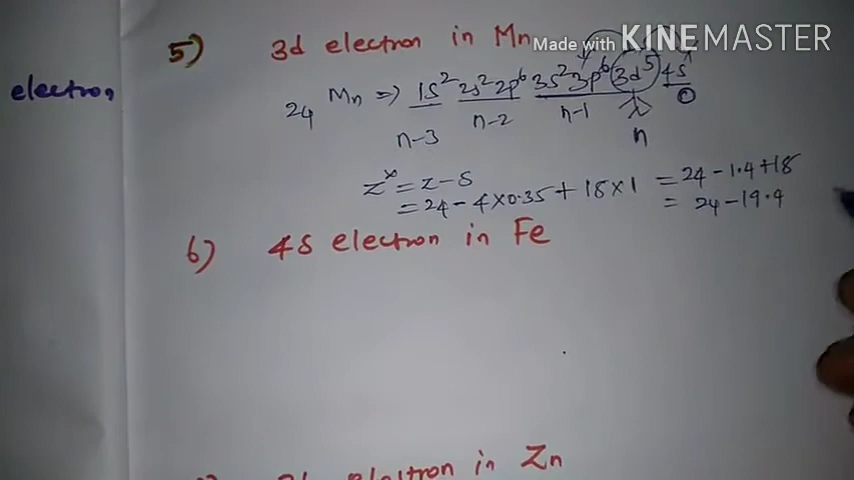 5) 3d electron in Mn
Made with KINEMASTER
electron
24 Mn => 1s² 2s² 2p⁶ 3s² 3p⁶ 3d⁵ 4s¹
n-3 n-2 n-1 n 0
z* = z - s = 24 - 1.4 + 18
= 24 - 4 x 0.35 + 18 x 1 = 24 - 19.4
6) 4s electron in Fe
electron in Zn